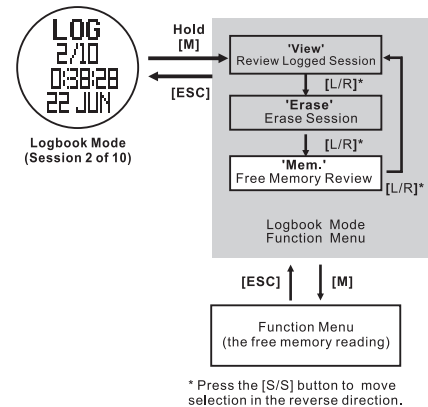 LOG
2/10
0:38:28
22 JUN
Logbook Mode
(Session 2 of 10)
Hold
[M]
[ESC]
'View'
Review Logged Session
[L/R]*
'Erase'
Erase Session
[L/R]*
'Mem.'
Free Memory Review
[L/R]*
Logbook Mode
Function Menu
[ESC]
[M]
Function Menu
(the free memory reading)
* Press the [S/S] button to move
selection in the reverse direction.